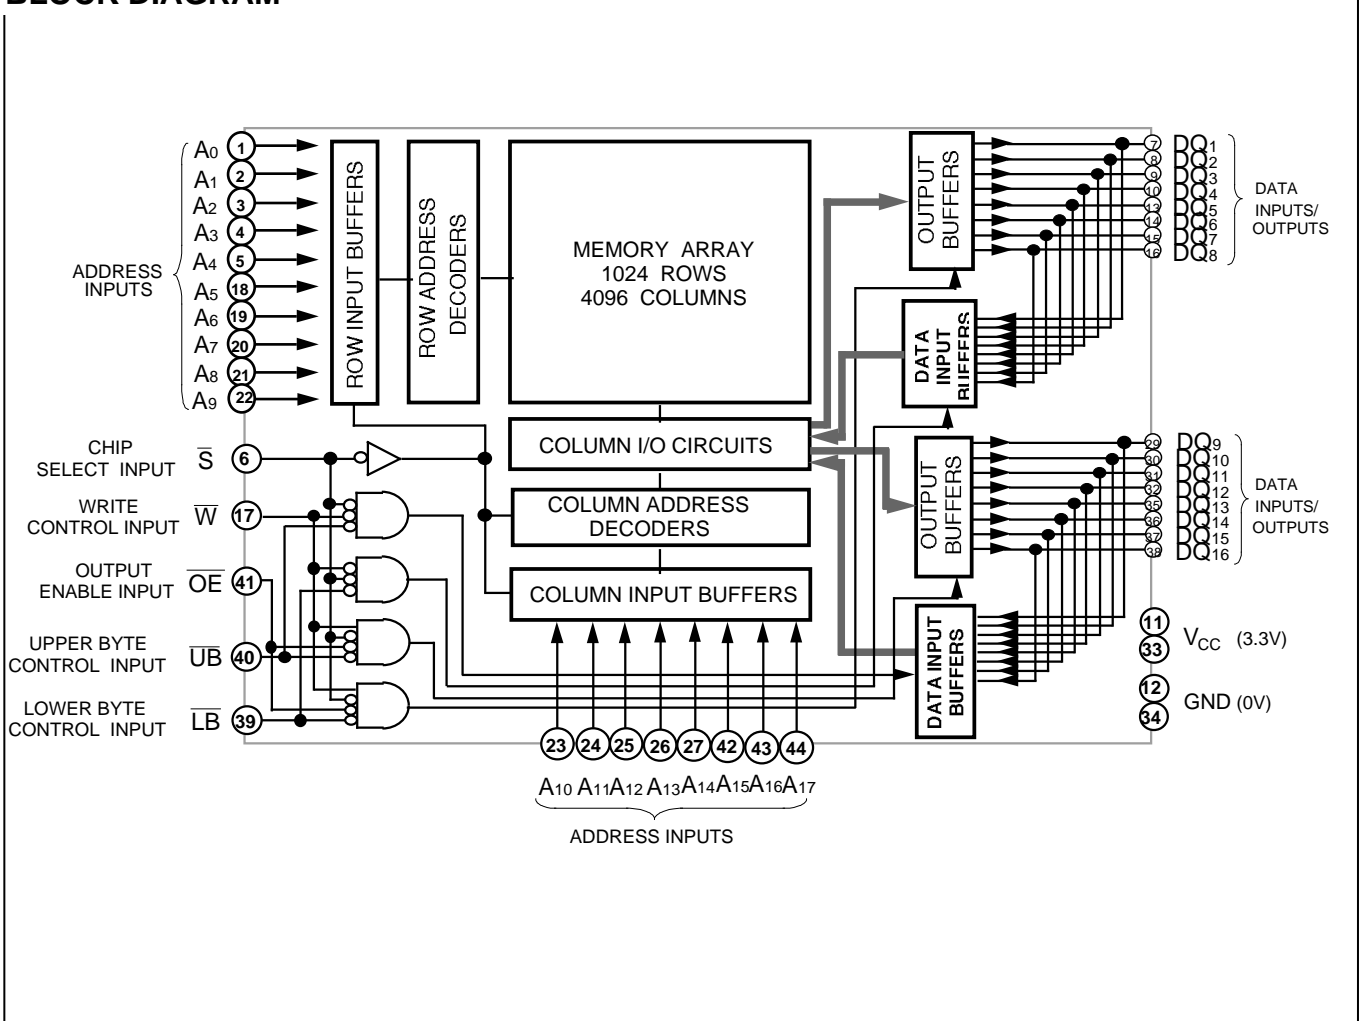 BLOCK DIAGRAM
A0 1
A1 2
A2 3
A3 4
A4 5
A5 18
A6 19
A7 20
A8 21
A9 22
ADDRESS
INPUTS
ROW INPUT BUFFERS
ROW ADDRESS
DECODERS
MEMORY ARRAY
1024 ROWS
4096 COLUMNS
OUTPUT
BUFFERS
7 DQ1
8 DQ2
9 DQ3
10 DQ4
13 DQ5
14 DQ6
15 DQ7
16 DQ8
DATA
INPUTS/
OUTPUTS
DATA
INPUT
BUFFERS
COLUMN I/O CIRCUITS
COLUMN ADDRESS
DECODERS
COLUMN INPUT BUFFERS
OUTPUT
BUFFERS
29 DQ9
30 DQ10
31 DQ11
32 DQ12
35 DQ13
36 DQ14
37 DQ15
38 DQ16
DATA
INPUTS/
OUTPUTS
DATA INPUT
BUFFERS
CHIP
SELECT INPUT
S̅ 6
WRITE
CONTROL INPUT
W̅ 17
OUTPUT
ENABLE INPUT
O̅E̅ 41
UPPER BYTE
CONTROL INPUT
U̅B̅ 40
LOWER BYTE
CONTROL INPUT
L̅B̅ 39
11
33
VCC (3.3V)
12
34
GND (0V)
23 24 25 26 27 42 43 44
A10 A11 A12 A13 A14 A15 A16 A17
ADDRESS INPUTS